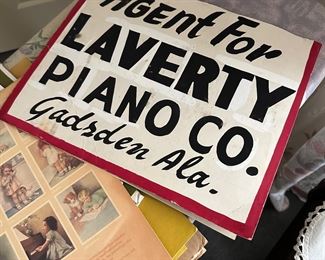 AGENT FOR
LAVERTY
PIANO CO.
Gadsden Ala.